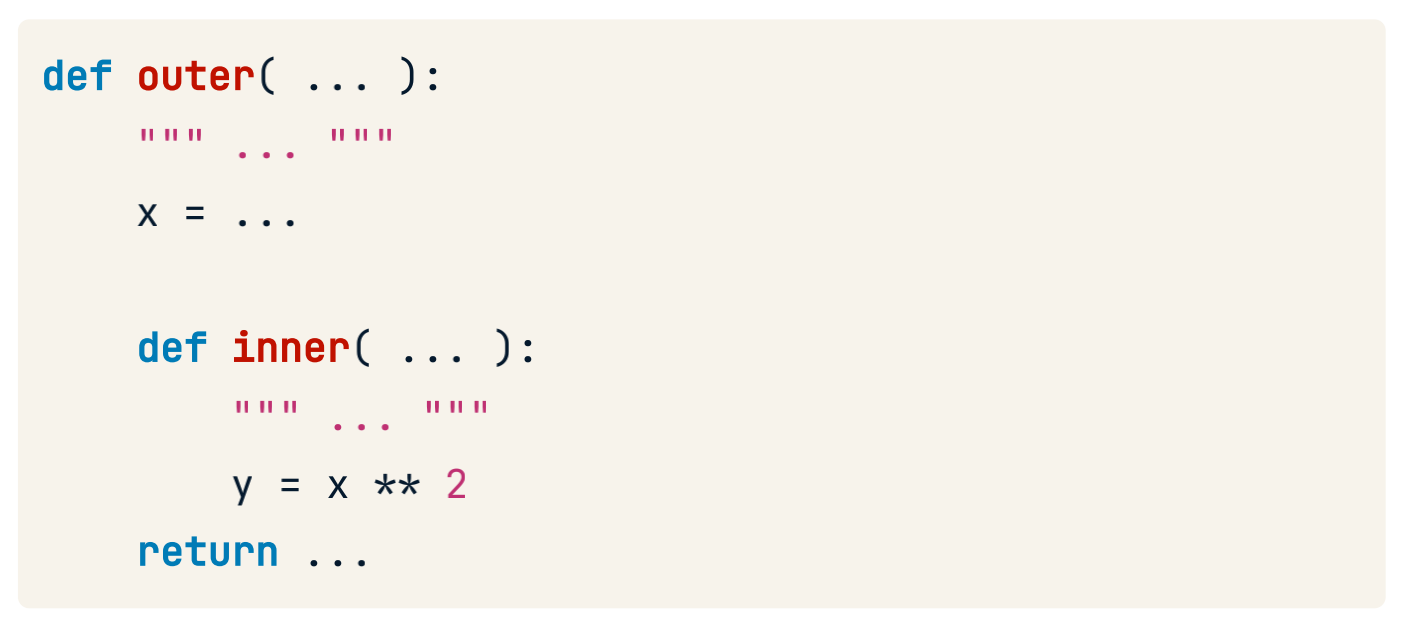 def outer( ... ):
    """ ... """
    x = ...

    def inner( ... ):
        """ ... """
        y = x ** 2
    return ...